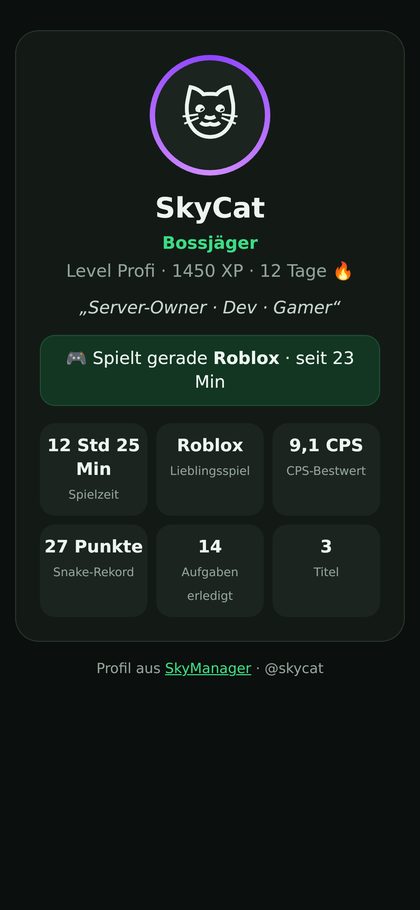 SkyCat
Bossjäger
Level Profi · 1450 XP · 12 Tage 🔥
„Server-Owner · Dev · Gamer“
🎮 Spielt gerade Roblox · seit 23
Min
12 Std 25
Min
Spielzeit
Roblox
Lieblingsspiel
9,1 CPS
CPS-Bestwert
27 Punkte
Snake-Rekord
14
Aufgaben
erledigt
3
Titel
Profil aus SkyManager · @skycat